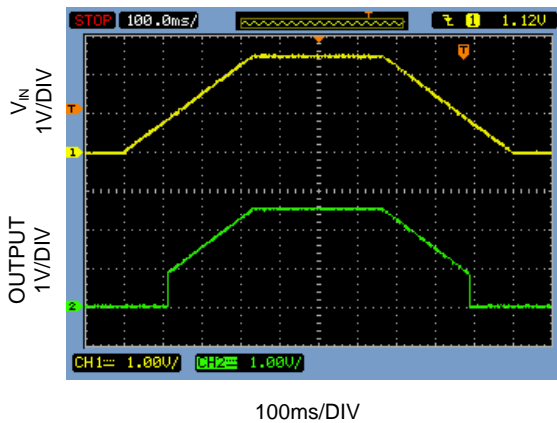 STOP 100.0ms/ T 1 1.12V
T
V_IN
1V/DIV
T
1
OUTPUT
1V/DIV
2
CH1 1.00V/ CH2 1.00V/
100ms/DIV